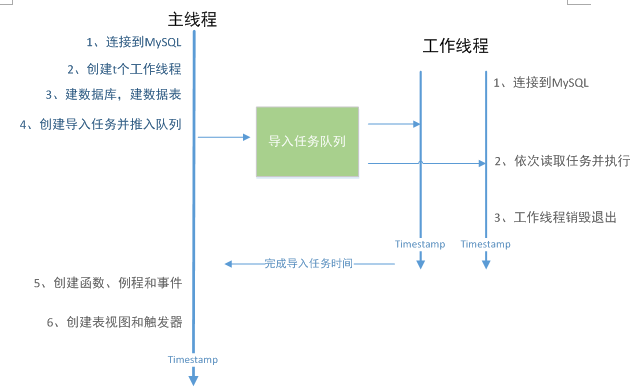 主线程
1、连接到MySQL
2、创建t个工作线程
3、建数据库，建数据表
4、创建导入任务并推入队列
导入任务队列
工作线程
1、连接到MySQL
2、依次读取任务并执行
3、工作线程销毁退出
Timestamp
Timestamp
完成导入任务时间
5、创建函数、例程和事件
6、创建表视图和触发器
Timestamp